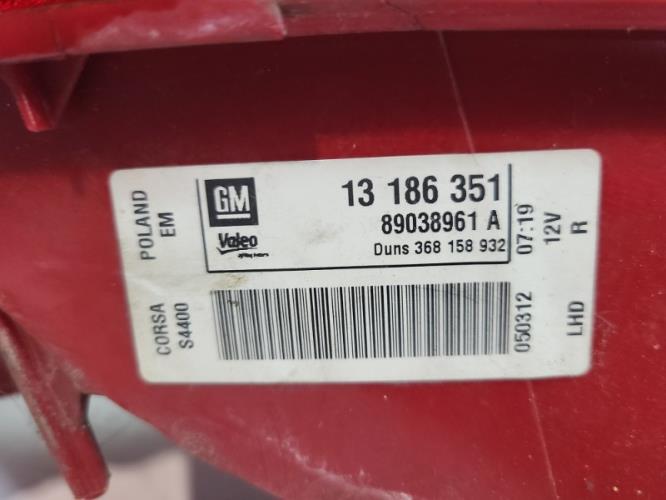 POLAND
EM
GM
Valeo
13 186 351
89038961 A
Duns 368 158 932
07:19
12V
R
CORSA
S4400
050312
LHD